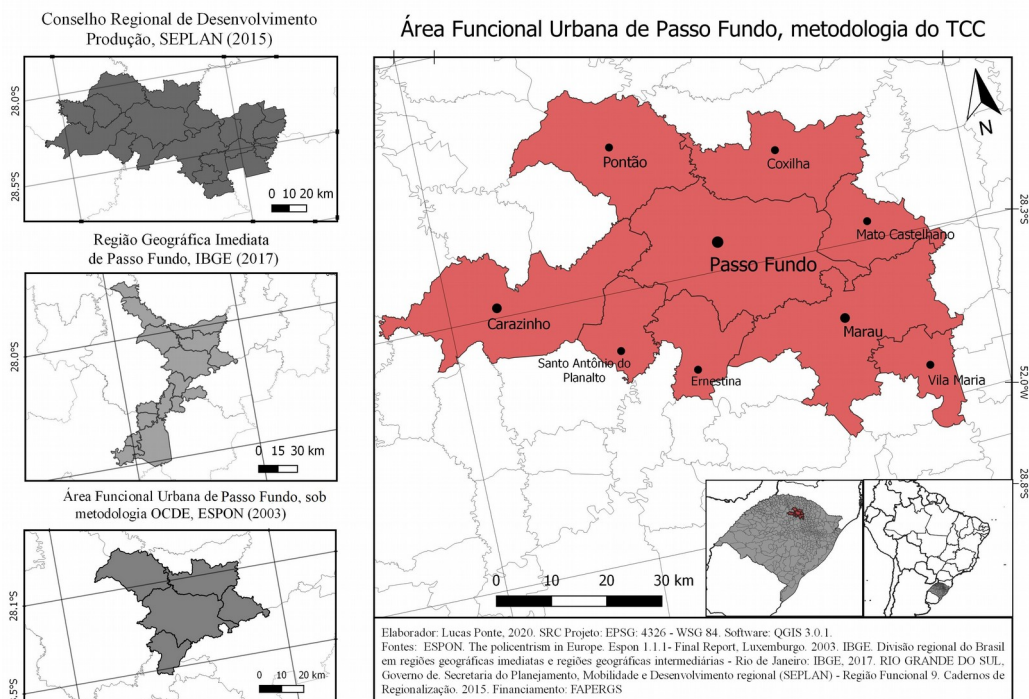 Conselho Regional de Desenvolvimento
Produção, SEPLAN (2015)
28.0°S
28.5°S
0 10 20 km
Região Geográfica Imediata
de Passo Fundo, IBGE (2017)
28.0°S
0 15 30 km
Área Funcional Urbana de Passo Fundo, sob
metodologia OCDE, ESPON (2003)
28.1°S
0 10 20 km
Área Funcional Urbana de Passo Fundo, metodologia do TCC
N
Pontão
Coxilha
28.3°S
Mato Castelhano
Passo Fundo
Carazinho
Marau
Santo Antônio do
Planalto
Ernestina
Vila Maria
52.0°W
28.8°S
0 10 20 30 km
Elaborador: Lucas Ponte, 2020. SRC Projeto: EPSG: 4326 - WSG 84. Software: QGIS 3.0.1.
Fontes: ESPON. The policentrism in Europe. Espon 1.1.1- Final Report, Luxemburgo. 2003. IBGE. Divisão regional do Brasil
em regiões geográficas imediatas e regiões geográficas intermediárias - Rio de Janeiro: IBGE, 2017. RIO GRANDE DO SUL,
Governo de. Secretaria do Planejamento, Mobilidade e Desenvolvimento regional (SEPLAN) - Região Funcional 9. Cadernos de
Regionalização. 2015. Financiamento: FAPERGS